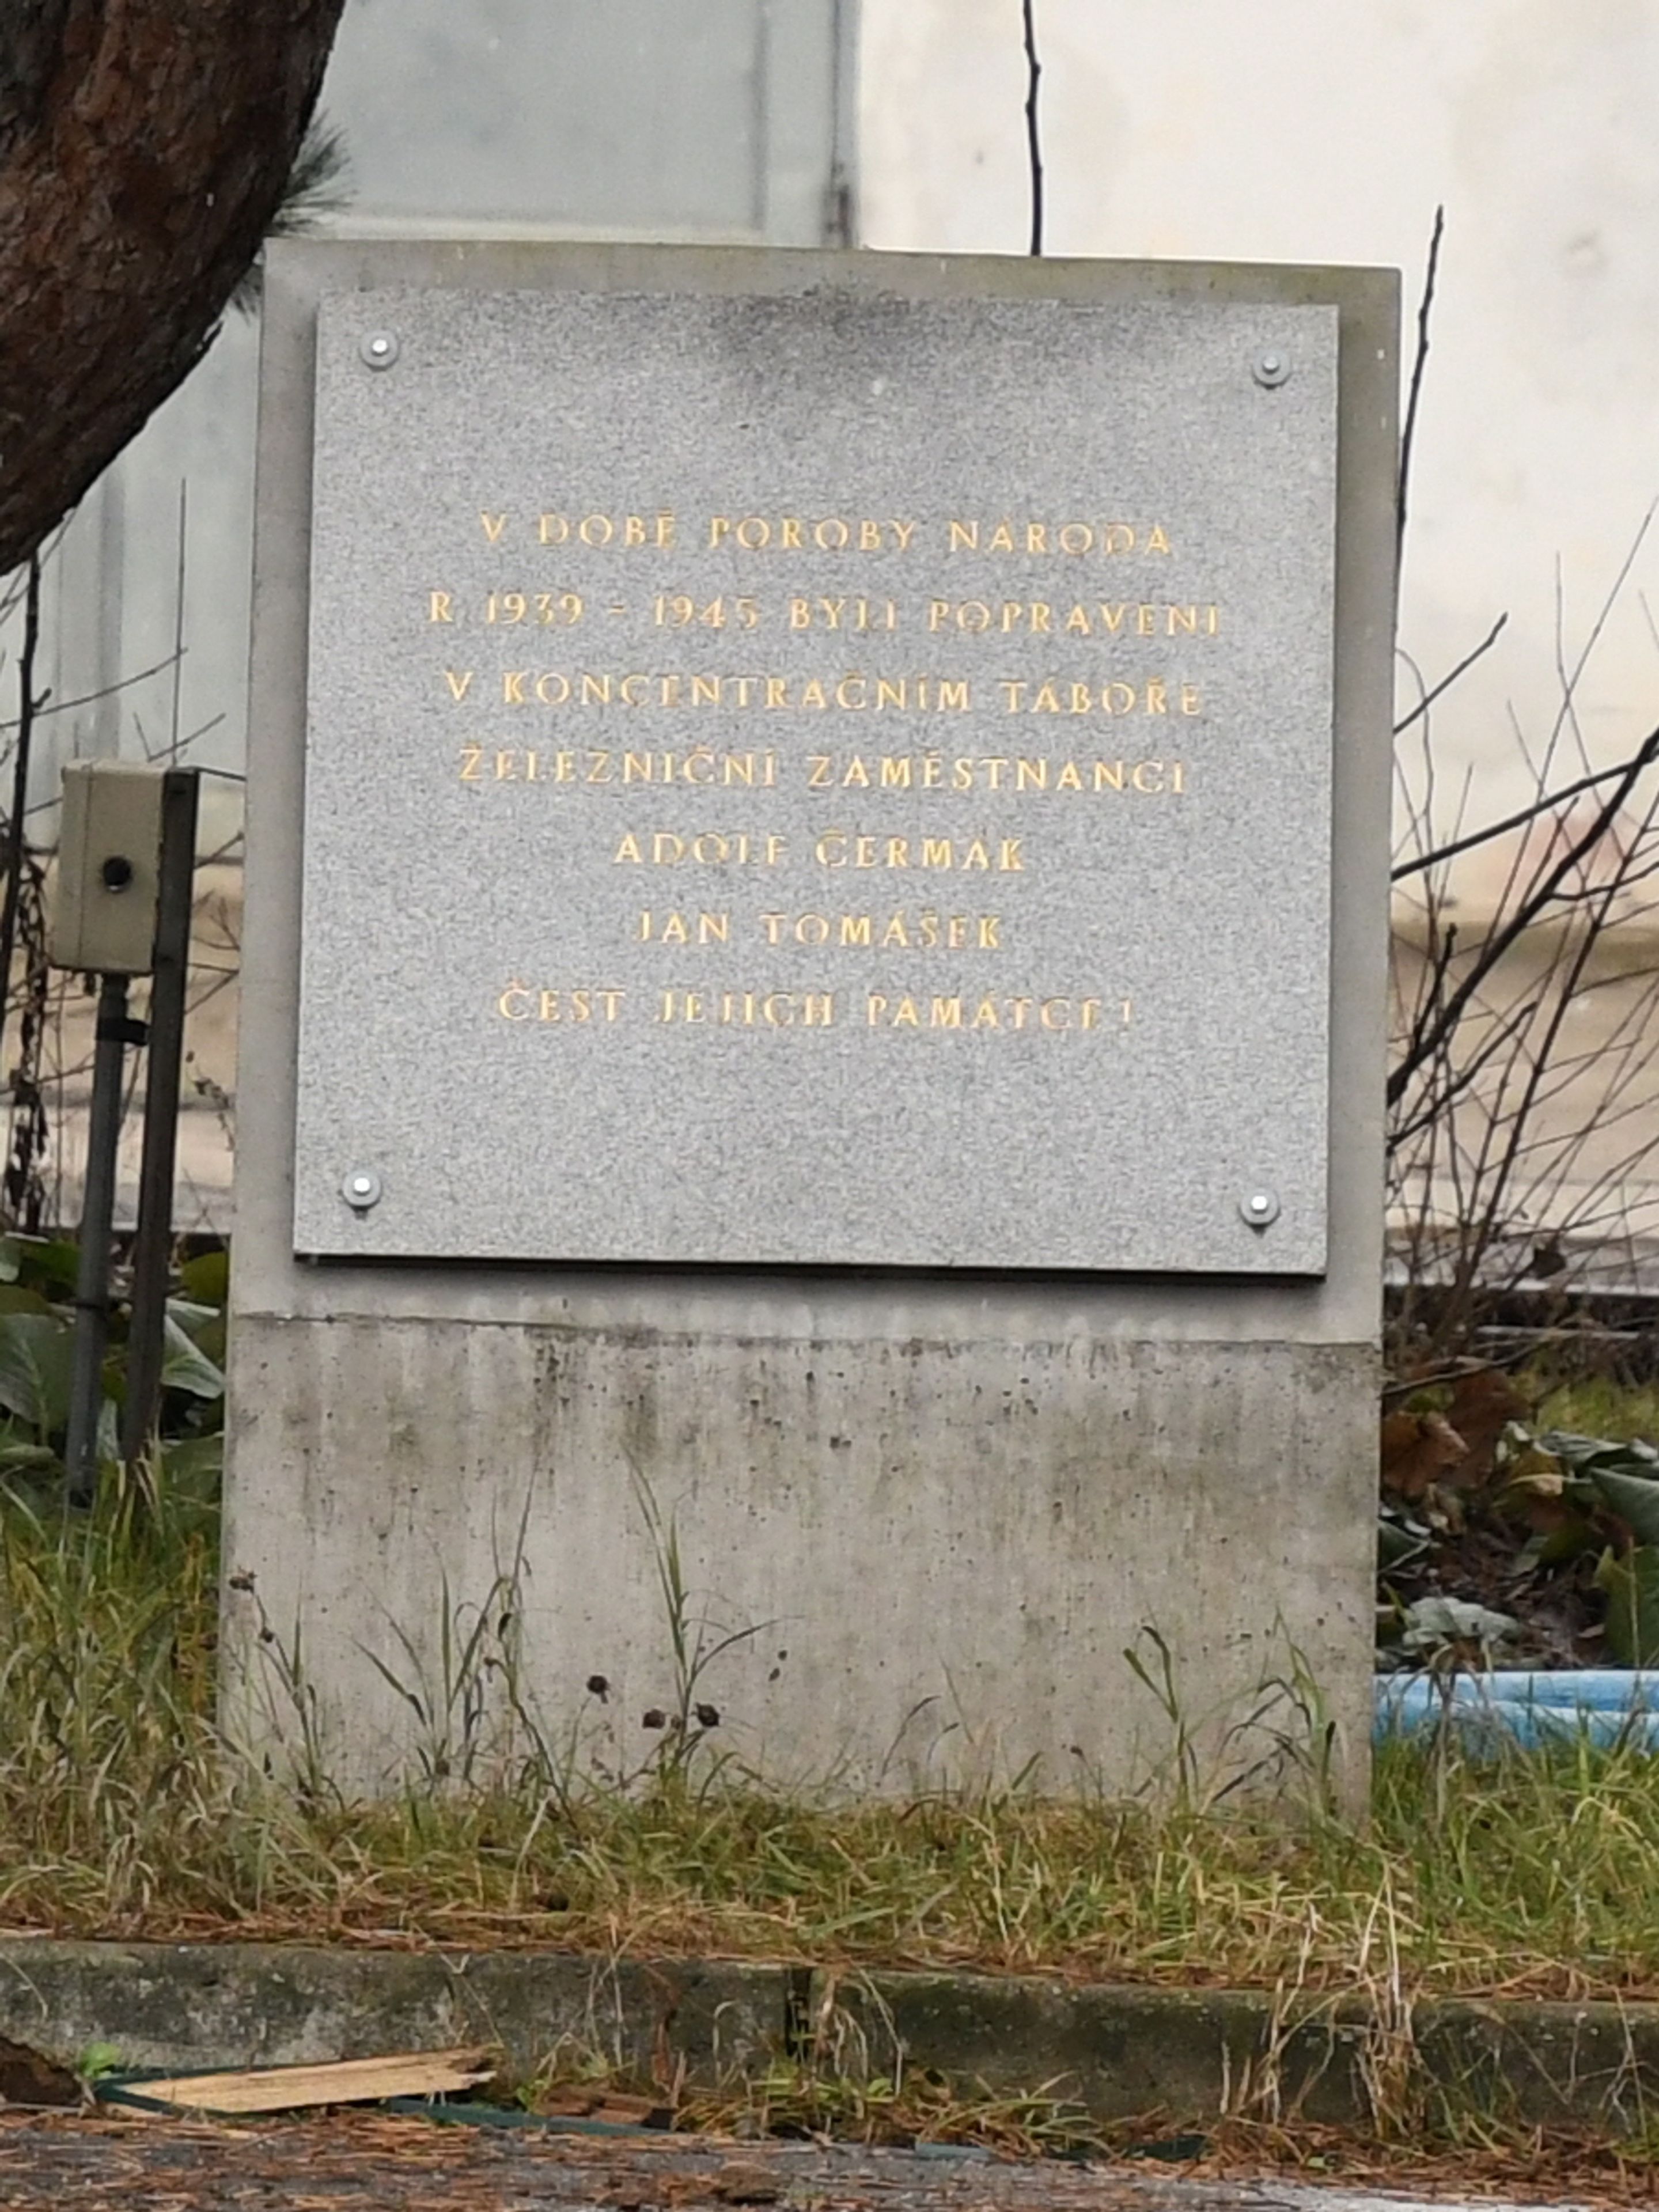 V DOBĚ POROBY NÁRODA
R 1939 - 1945 BYLI POPRAVENI
V KONCENTRAČNÍM TÁBOŘE
ŽELEZNIČNÍ ZAMĚSTNANCI
ADOLF ČERMÁK
JAN TOMÁŠEK
ČEST JEJICH PAMÁTCE!